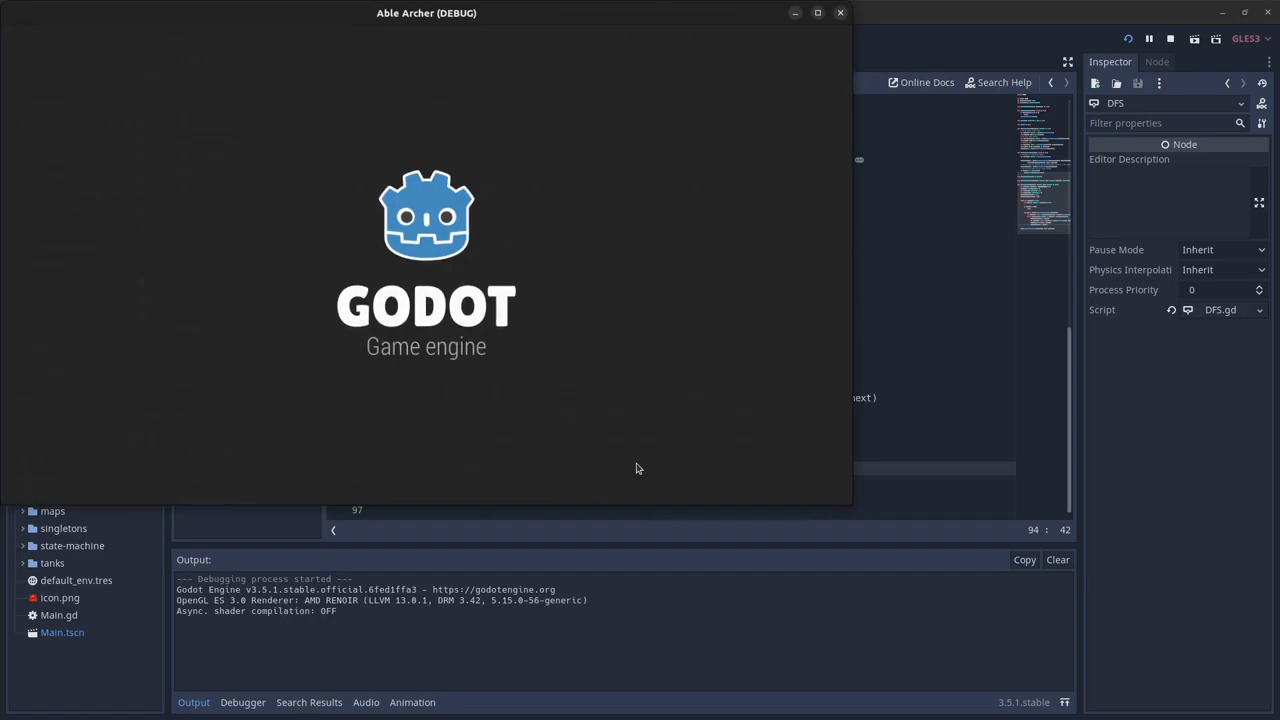 Able Archer (DEBUG)
GLES3
Inspector
Node
Online Docs
Search Help
DFS
Filter properties
Node
Editor Description
GODOT
Game engine
Pause Mode
Inherit
Physics Interpolati
Inherit
Process Priority
0
Script
DFS.gd
next)
97
94 : 42
maps
singletons
state-machine
tanks
default_env.tres
icon.png
Main.gd
Main.tscn
Output:
Copy
Clear
--- Debugging process started ---
Godot Engine v3.5.1.stable.official.6fed1ffa3 - https://godotengine.org
OpenGL ES 3.0 Renderer: AMD RENOIR (LLVM 13.0.1, DRM 3.42, 5.15.0-56-generic)
Async. shader compilation: OFF
Output
Debugger
Search Results
Audio
Animation
3.5.1.stable